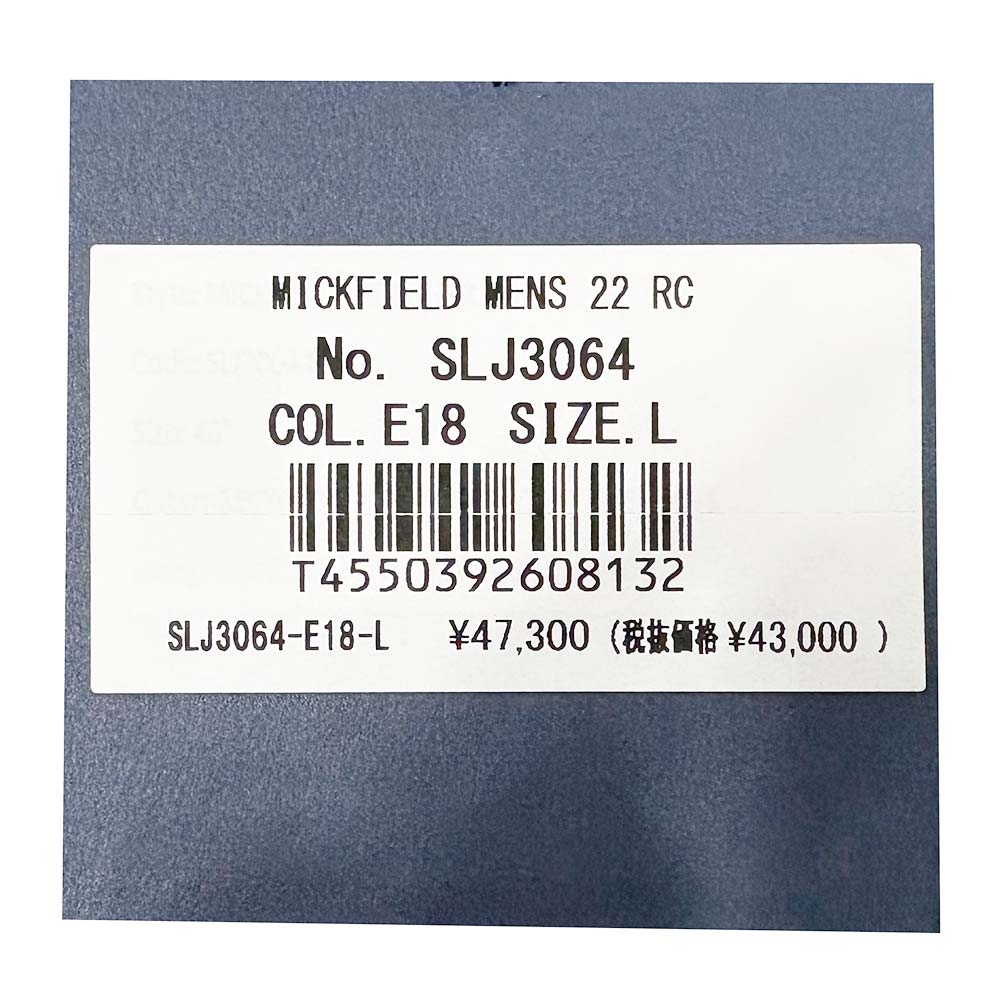 MICKFIELD MENS 22 RC
No. SLJ3064
COL.E18 SIZE.L
T4550392608132
SLJ3064-E18-L ¥47,300 (税抜価格 ¥43,000 )